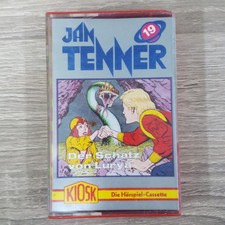 19
JAN
TENNER
Der Schatz
von Lurya
KIOSK
Die Hörspiel-Cassette